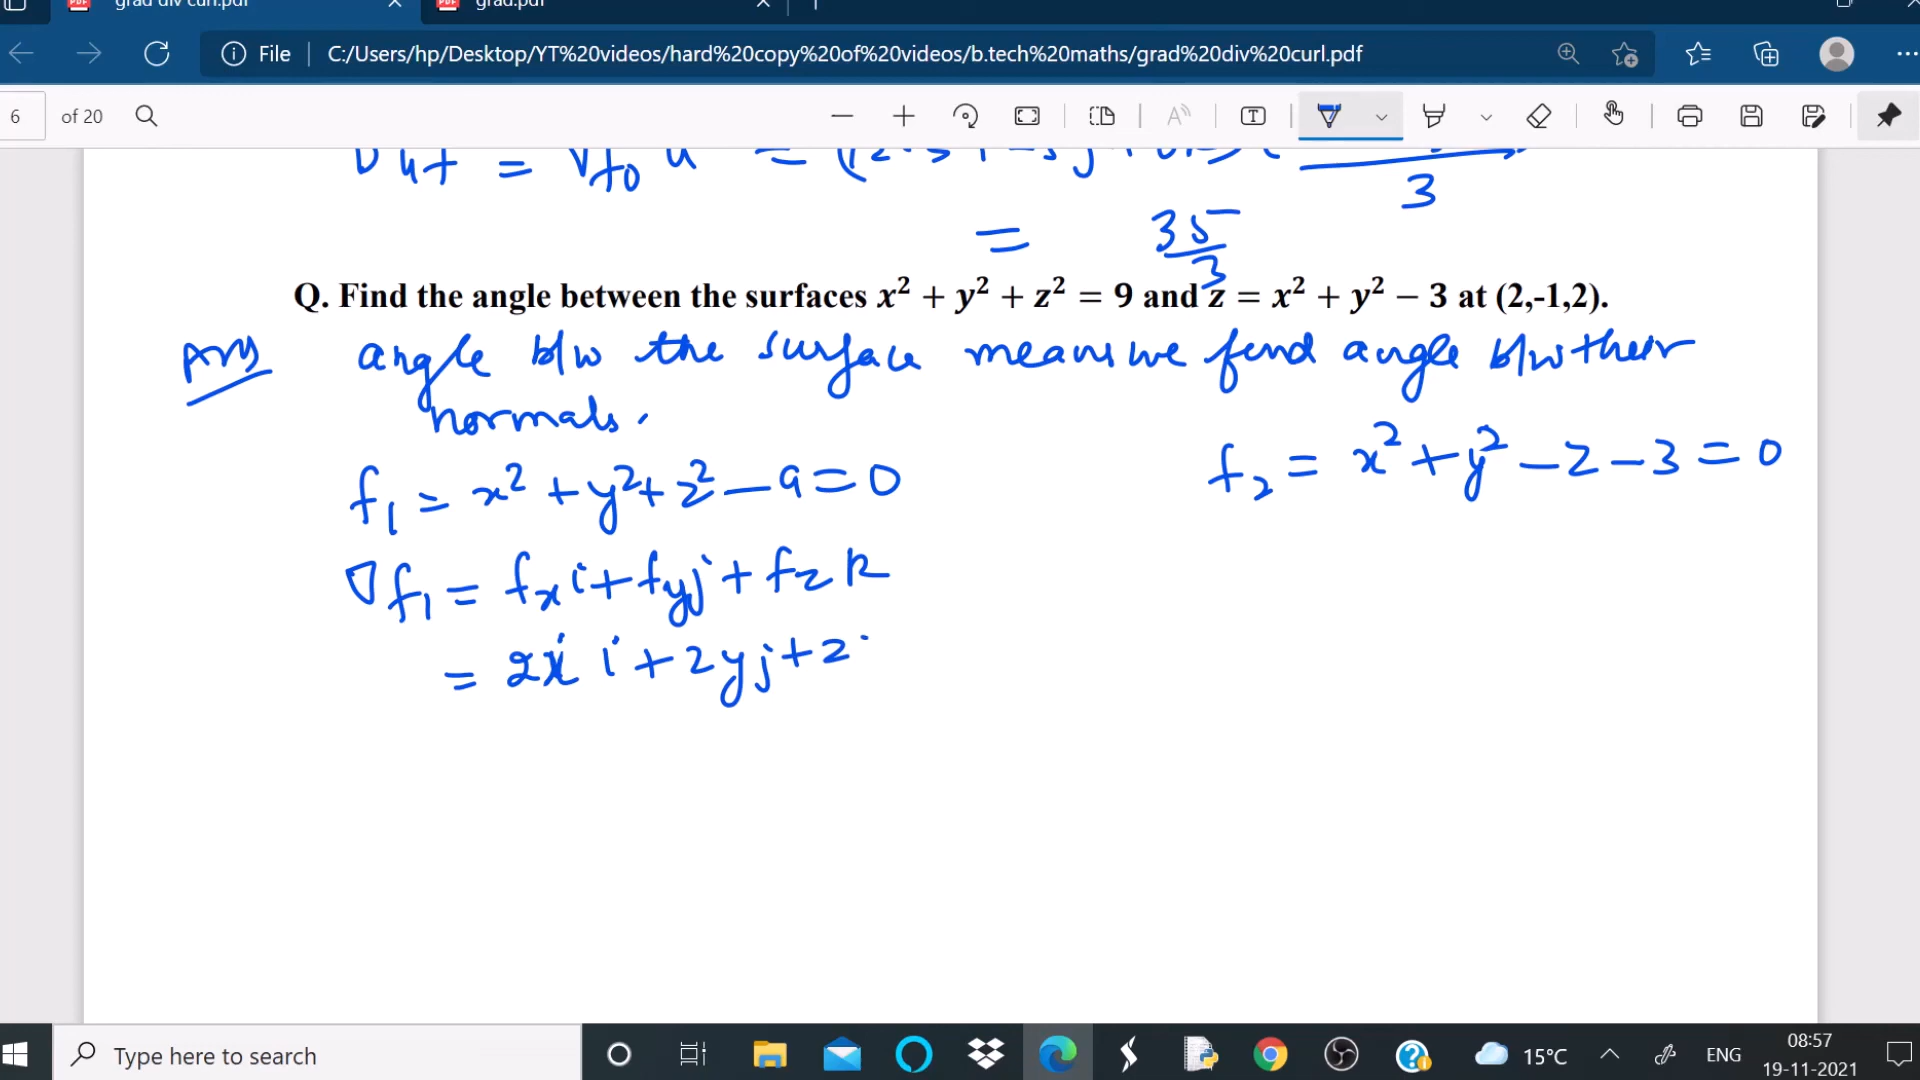 grad div curl.pdf
grad.pdf
File
C:/Users/hp/Desktop/YT%20videos/hard%20copy%20of%20videos/b.tech%20maths/grad%20div%20curl.pdf
6 of 20
3
= 35/3
Q. Find the angle between the surfaces x² + y² + z² = 9 and z = x² + y² − 3 at (2,-1,2).
Ans angle b/w the surface means we find angle b/w their
normals.
f₁ = x² + y² + z² − 9 = 0
f₂ = x² + y² − z − 3 = 0
∇f₁ = fx i + fy j + fz k
= 2x i + 2y j + 2
Type here to search
15°C
ENG
08:57
19-11-2021